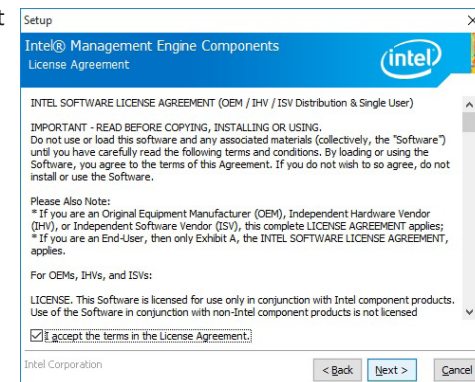 t
Setup
Intel® Management Engine Components
License Agreement
intel
INTEL SOFTWARE LICENSE AGREEMENT (OEM / IHV / ISV Distribution & Single User)
IMPORTANT - READ BEFORE COPYING, INSTALLING OR USING.
Do not use or load this software and any associated materials (collectively, the "Software")
until you have carefully read the following terms and conditions. By loading or using the
Software, you agree to the terms of this Agreement. If you do not wish to so agree, do not
install or use the Software.
Please Also Note:
* If you are an Original Equipment Manufacturer (OEM), Independent Hardware Vendor
(IHV), or Independent Software Vendor (ISV), this complete LICENSE AGREEMENT applies;
* If you are an End-User, then only Exhibit A, the INTEL SOFTWARE LICENSE AGREEMENT,
applies.
For OEMs, IHVs, and ISVs:
LICENSE. This Software is licensed for use only in conjunction with Intel component products.
Use of the Software in conjunction with non-Intel component products is not licensed
I accept the terms in the License Agreement.
Intel Corporation
< Back
Next >
Cancel